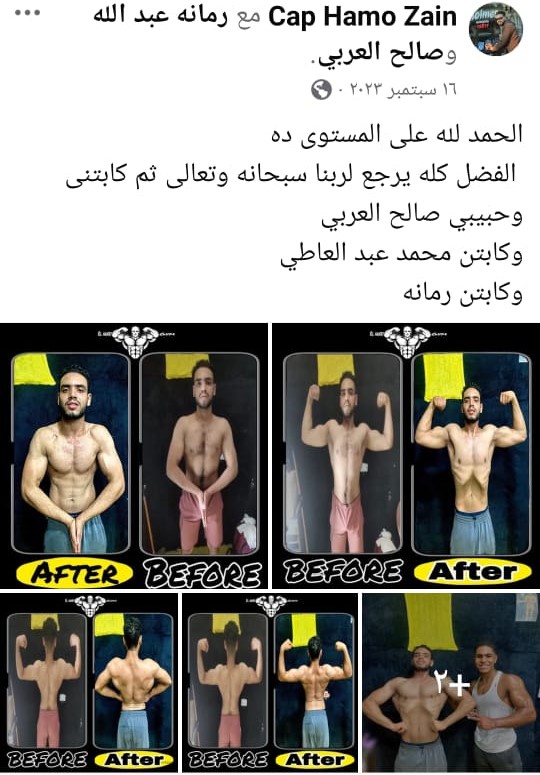 Cap Hamo Zain مع رمانه عبد الله
وصالح العربي.
١٦ سبتمبر ٢٠٢٣ ·
الحمد لله على المستوى ده
الفضل كله يرجع لربنا سبحانه وتعالى ثم كابتنى
وحبيبي صالح العربي
وكابتن محمد عبد العاطي
وكابتن رمانه
AFTER
BEFORE
BEFORE
After
BEFORE
After
BEFORE
After
+٢